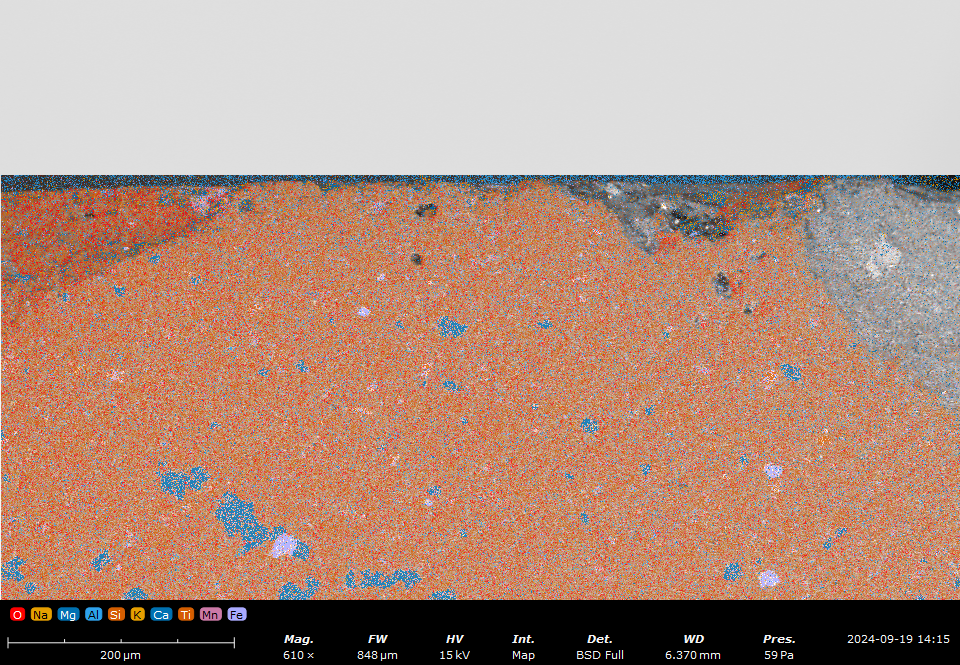 O Na Mg Al Si K Ca Ti Mn Fe
Mag. FW HV Int. Det. WD Pres. 2024-09-19 14:15
200 µm 610 x 848 µm 15 kV Map BSD Full 6.370 mm 59 Pa